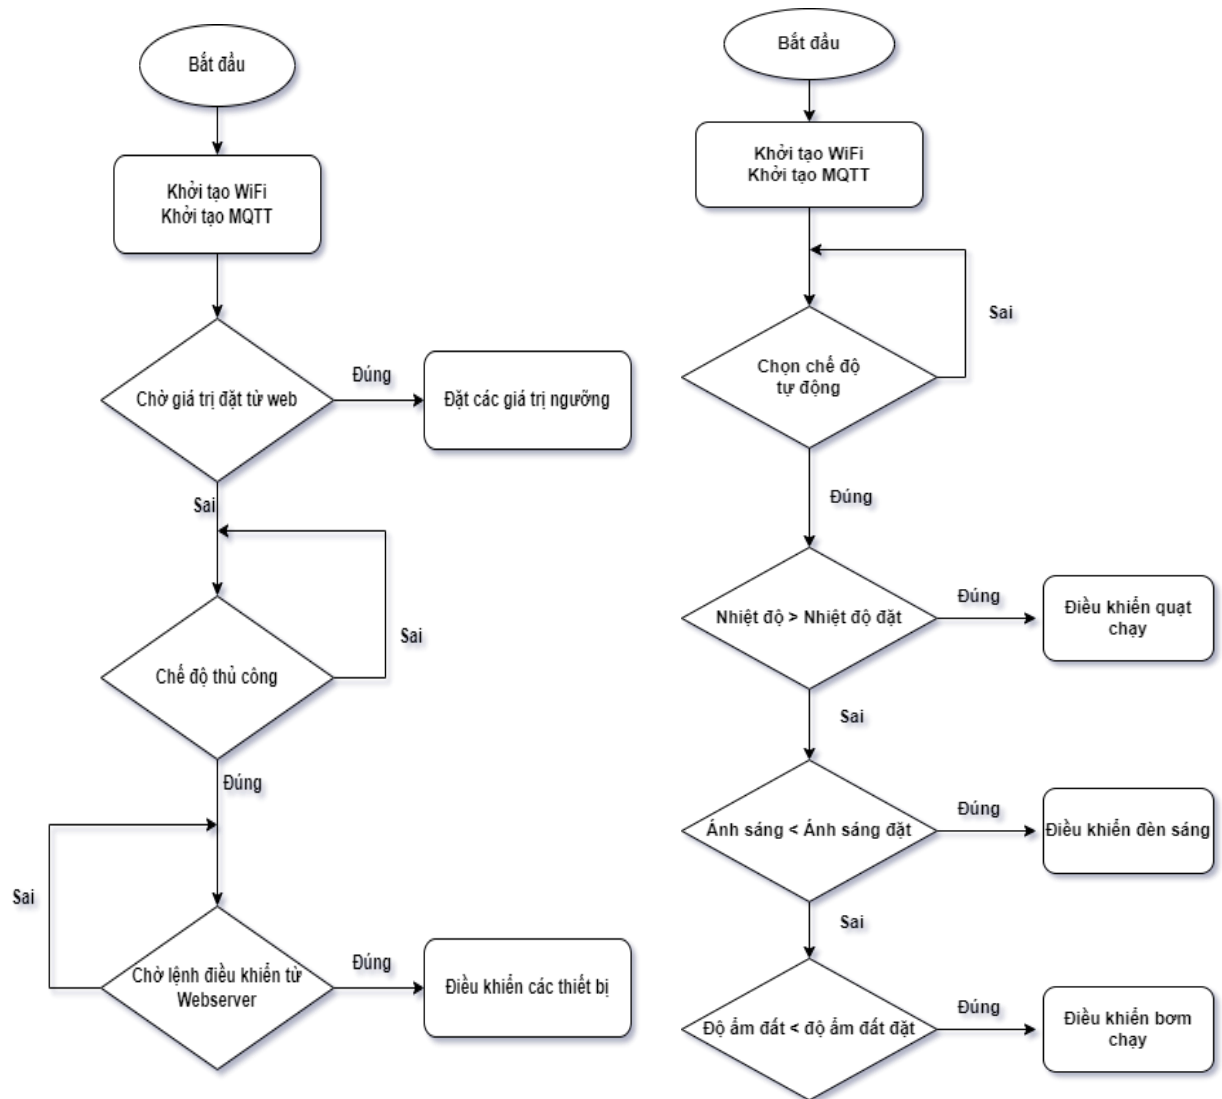 Bắt đầu
Khởi tạo WiFi
Khởi tạo MQTT
Chờ giá trị đặt từ web
Đúng
Đặt các giá trị ngưỡng
Sai
Chế độ thủ công
Sai
Đúng
Sai
Chờ lệnh điều khiển từ
Webserver
Đúng
Điều khiển các thiết bị
Bắt đầu
Khởi tạo WiFi
Khởi tạo MQTT
Sai
Chọn chế độ
tự động
Đúng
Nhiệt độ > Nhiệt độ đặt
Đúng
Điều khiển quạt
chạy
Sai
Ánh sáng < Ánh sáng đặt
Đúng
Điều khiển đèn sáng
Sai
Độ ẩm đất < độ ẩm đất đặt
Đúng
Điều khiển bơm
chạy